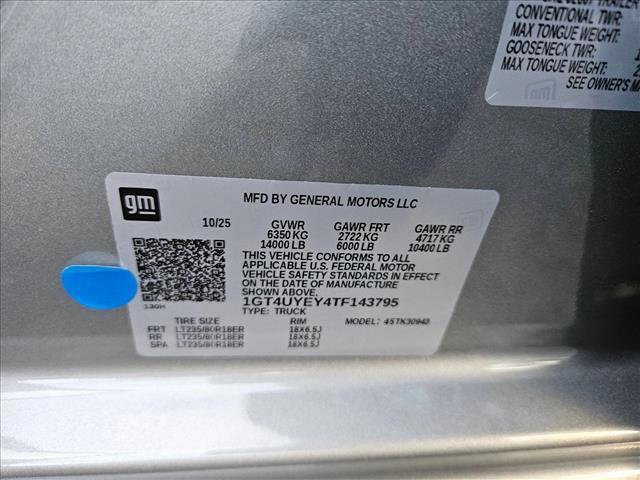 CONVENTIONAL TWR:
MAX TONGUE WEIGHT:
GOOSENECK TWR:
MAX TONGUE WEIGHT:
SEE OWNER'S
gm
MFD BY GENERAL MOTORS LLC
10/25 GVWR GAWR FRT GAWR RR
6350 KG 2722 KG 4717 KG
14000 LB 6000 LB 10400 LB
THIS VEHICLE CONFORMS TO ALL
APPLICABLE U.S. FEDERAL MOTOR
VEHICLE SAFETY STANDARDS IN EFFECT
ON THE DATE OF MANUFACTURE
SHOWN ABOVE.
1GT4UYEY4TF143795
TYPE: TRUCK MODEL: 4STK30943
TIRE SIZE RIM
FRT LT235/80R18ER 18X6.5J
RR LT235/80R18ER 18X6.5J
SPA LT235/80R18ER 18X6.5J